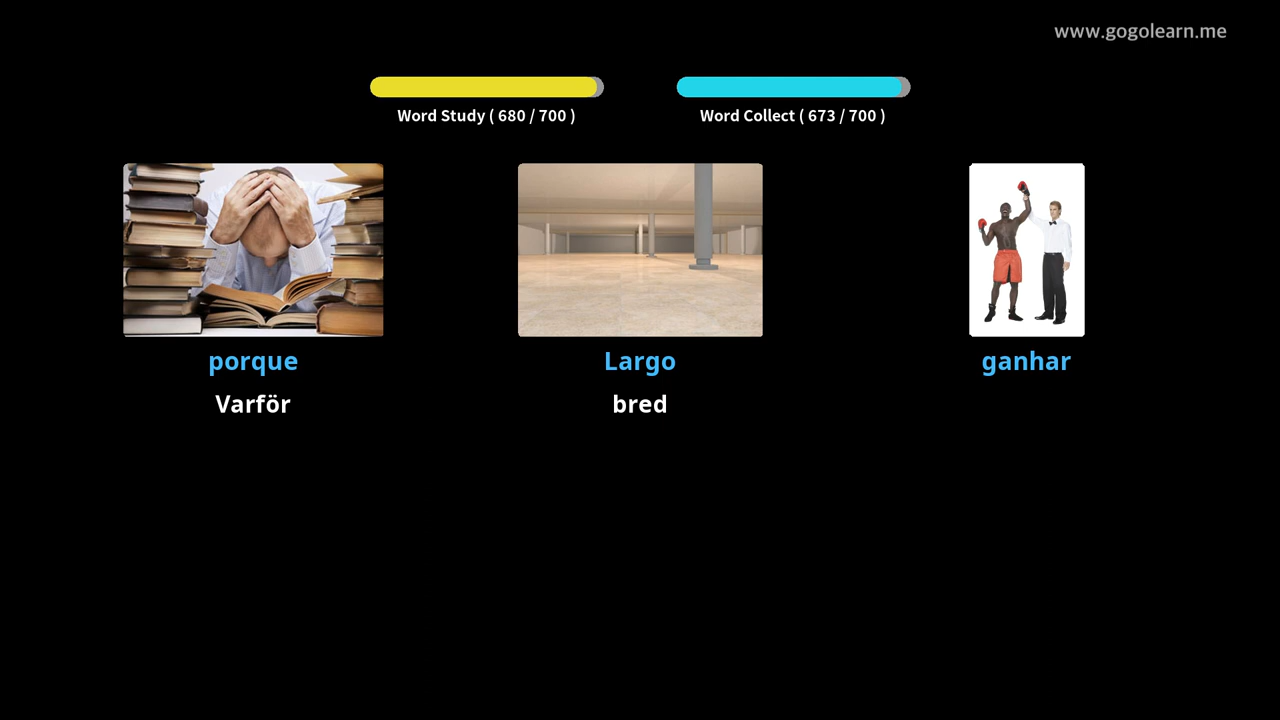 www.gogolearn.me
Word Study ( 680 / 700 )
Word Collect ( 673 / 700 )
porque
Largo
ganhar
Varför
bred